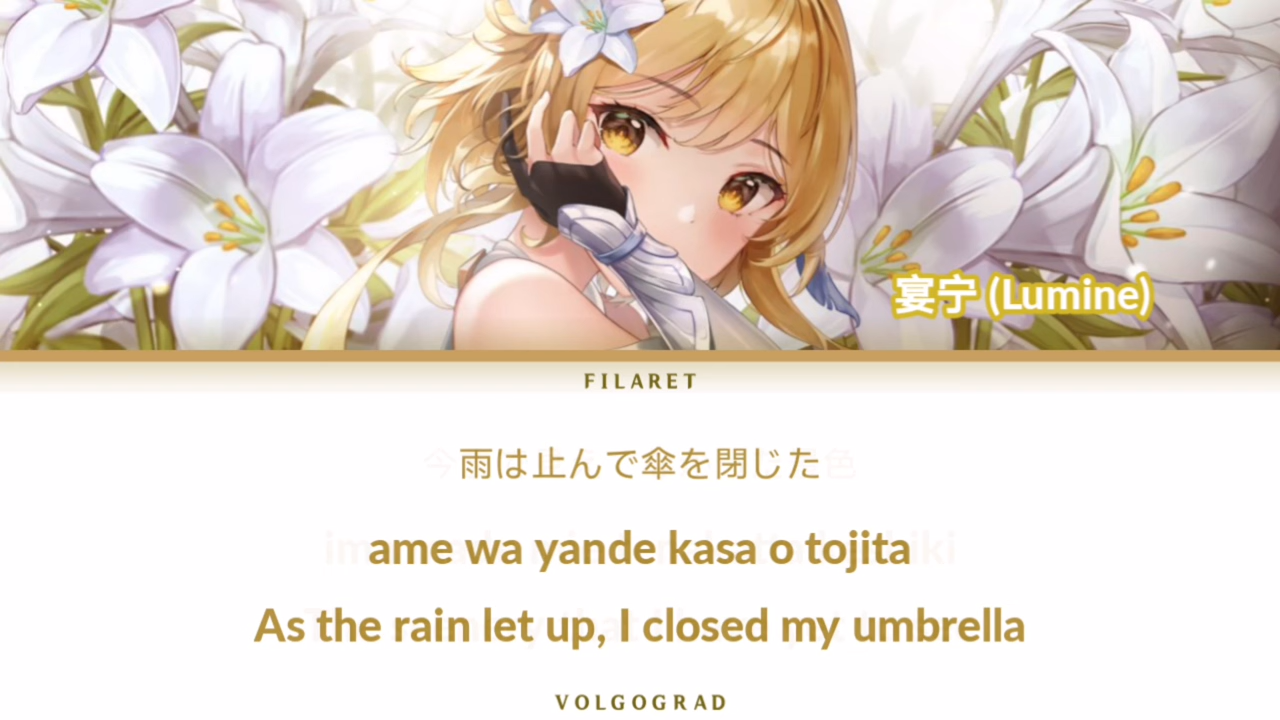 宴宁 (Lumine)
FILARET
雨は止んで傘を閉じた
ame wa yande kasa o tojita
As the rain let up, I closed my umbrella
VOLGOGRAD